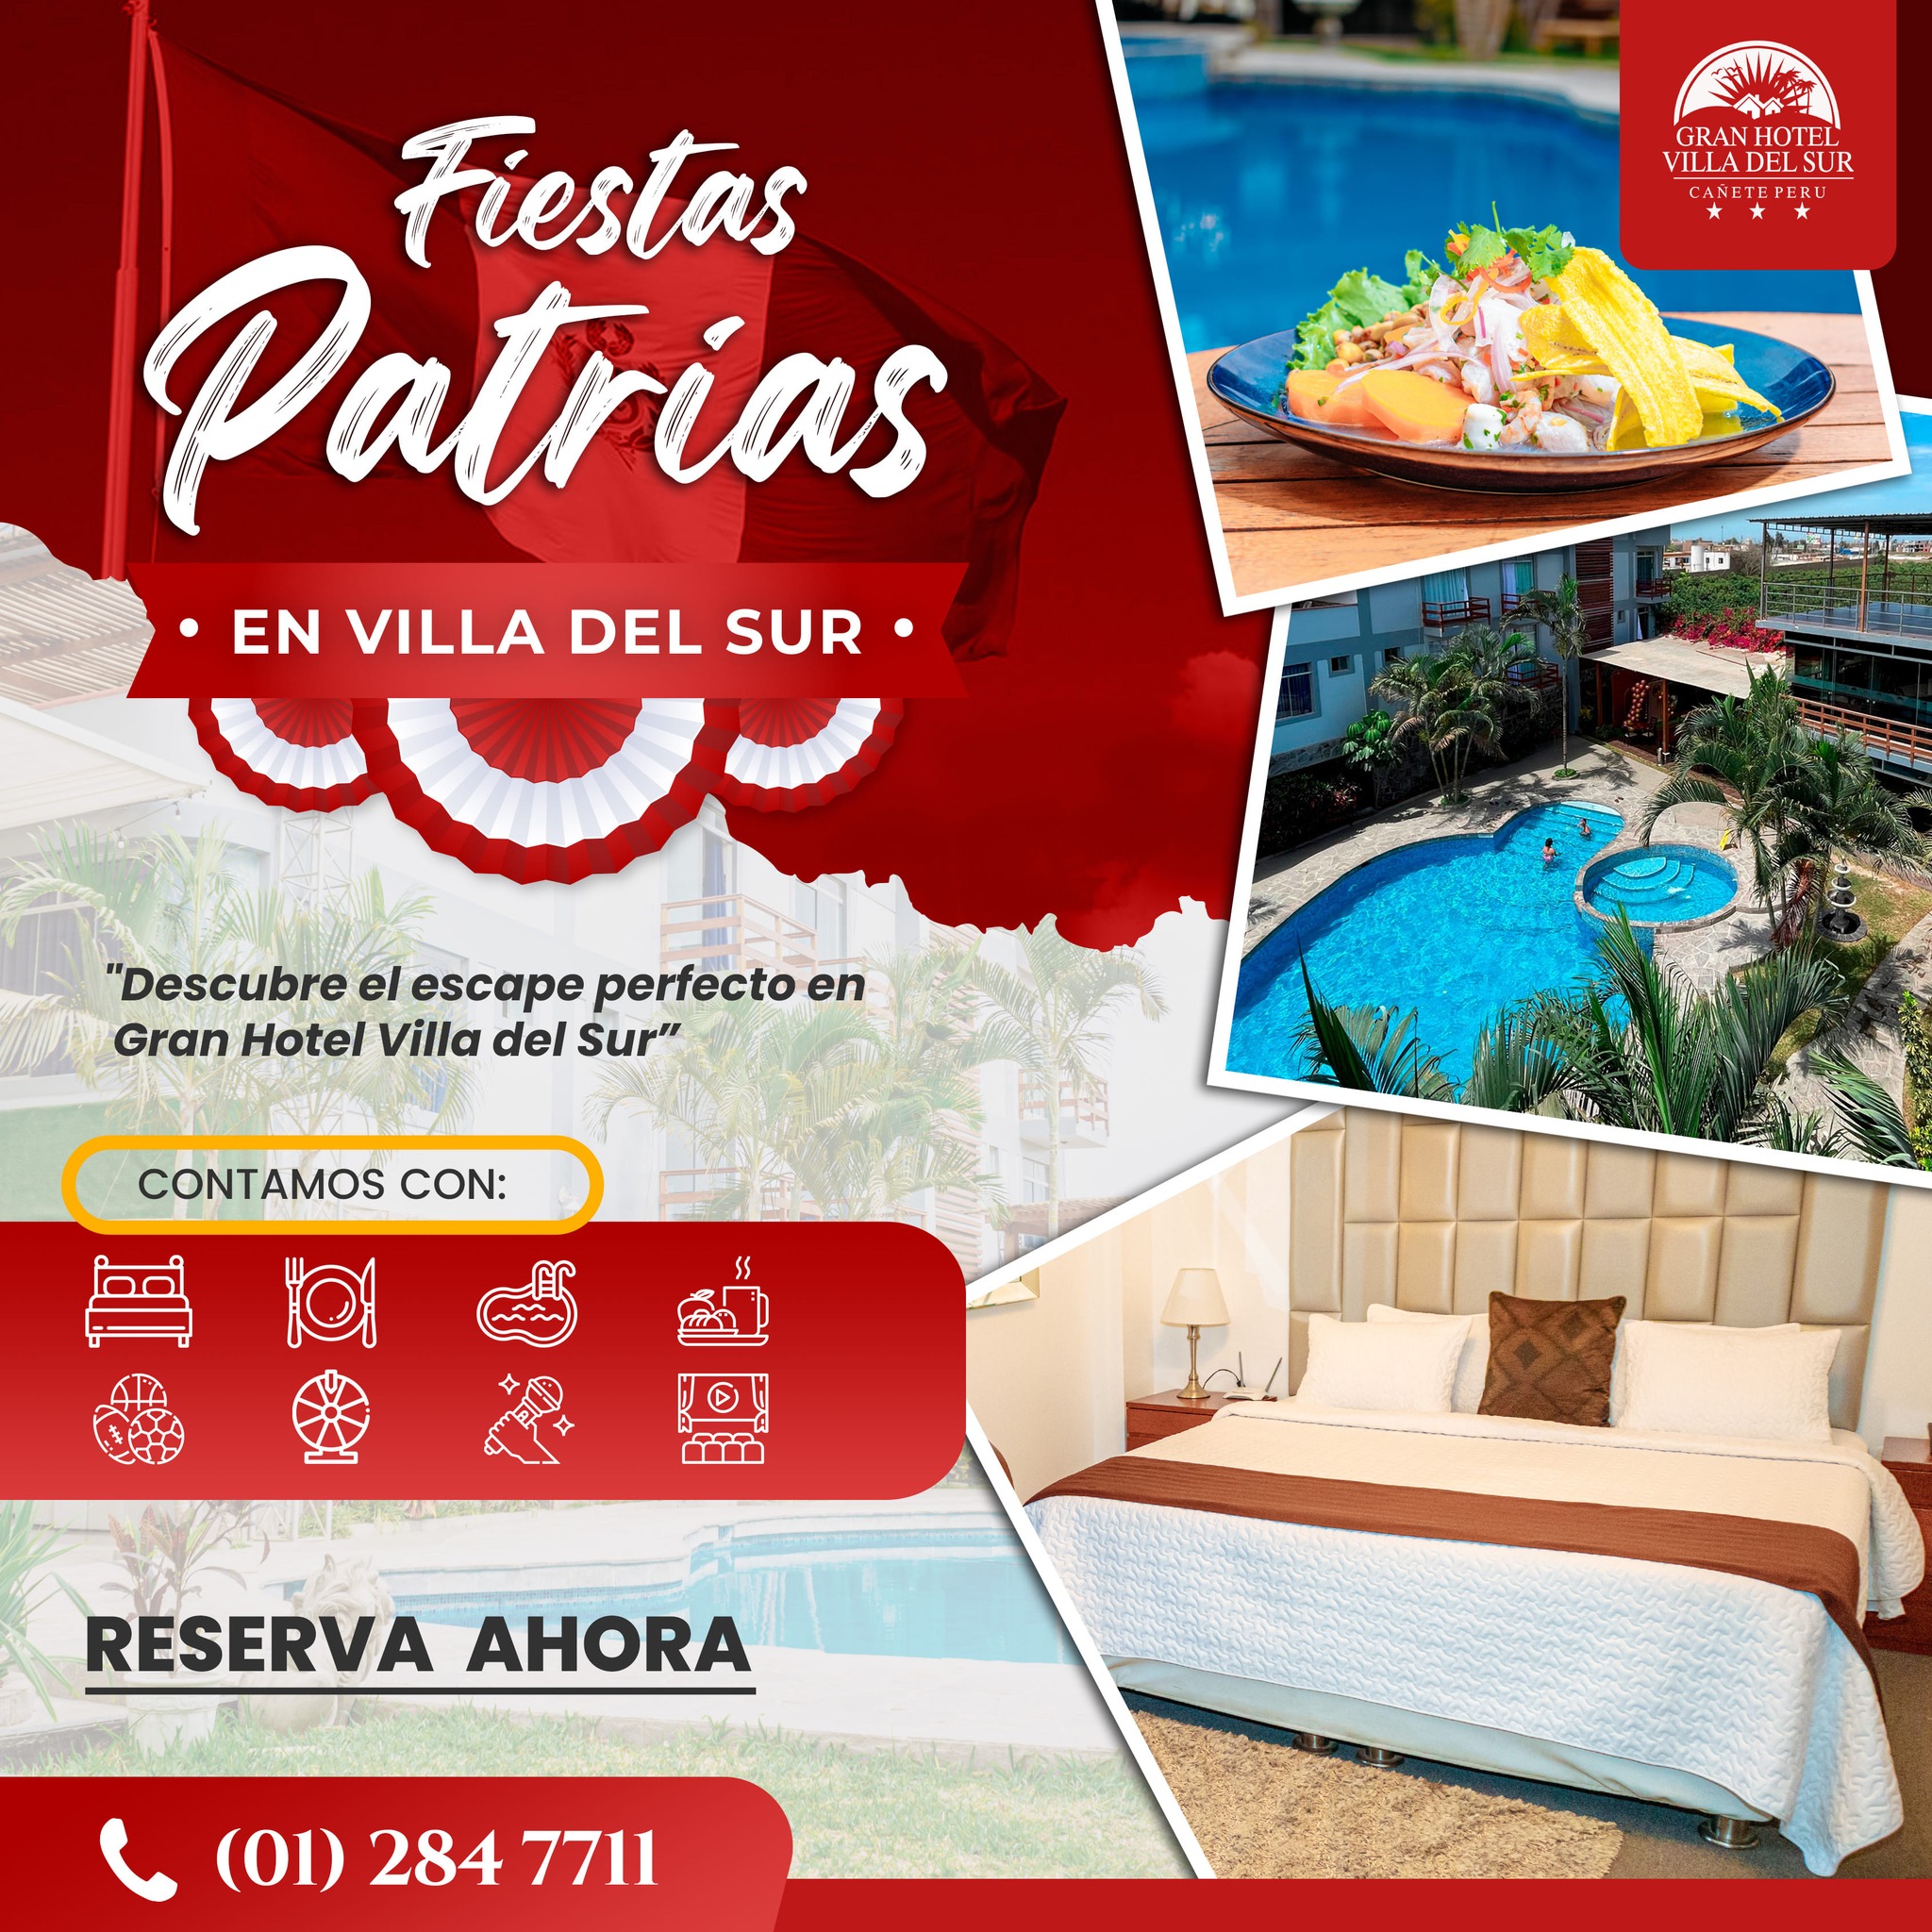 Fiestas
Patrias
• EN VILLA DEL SUR •
GRAN HOTEL
VILLA DEL SUR
CAÑETE PERU
"Descubre el escape perfecto en
Gran Hotel Villa del Sur”
CONTAMOS CON:
RESERVA AHORA
(01) 284 7711